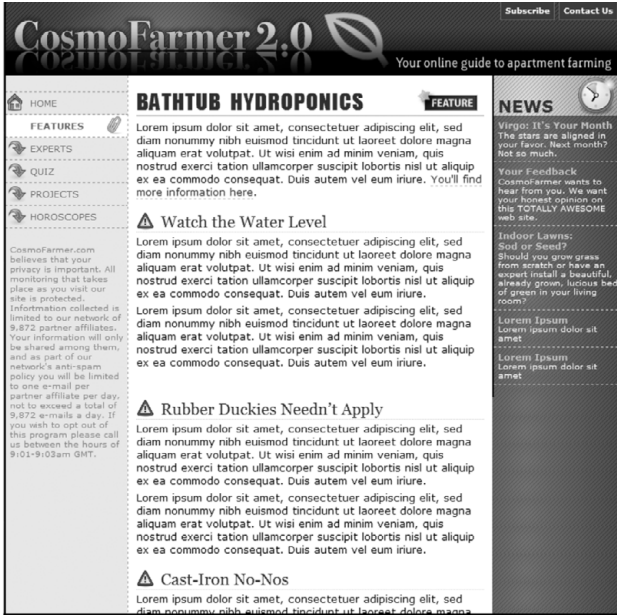 Subscribe Contact Us
CosmoFarmer 2.0
Your online guide to apartment farming
HOME
FEATURES
EXPERTS
QUIZ
PROJECTS
HOROSCOPES
CosmoFarmer.com
believes that your
privacy is important. All
monitoring that takes
place as you visit our
site is protected.
Information collected is
limited to our network of
9,872 partner affiliates.
Your information will only
be shared among them,
and as part of our
network's anti-spam
policy you will be limited
to one e-mail per
partner affiliate per day,
not to exceed a total of
9,872 e-mails a day. If
you wish to opt out of
this program please call
us between the hours of
9:01-9:03am GMT.
BATHTUB HYDROPONICS
FEATURE
Lorem ipsum dolor sit amet, consectetuer adipiscing elit, sed
diam nonummy nibh euismod tincidunt ut laoreet dolore magna
aliquam erat volutpat. Ut wisi enim ad minim veniam, quis
nostrud exerci tation ullamcorper suscipit lobortis nisl ut aliquip
ex ea commodo consequat. Duis autem vel eum iriure. You'll find
more information here.
Watch the Water Level
Lorem ipsum dolor sit amet, consectetuer adipiscing elit, sed
diam nonummy nibh euismod tincidunt ut laoreet dolore magna
aliquam erat volutpat. Ut wisi enim ad minim veniam, quis
nostrud exerci tation ullamcorper suscipit lobortis nisl ut aliquip
ex ea commodo consequat. Duis autem vel eum iriure.
Lorem ipsum dolor sit amet, consectetuer adipiscing elit, sed
diam nonummy nibh euismod tincidunt ut laoreet dolore magna
aliquam erat volutpat. Ut wisi enim ad minim veniam, quis
nostrud exerci tation ullamcorper suscipit lobortis nisl ut aliquip
ex ea commodo consequat. Duis autem vel eum iriure.
Rubber Duckies Needn't Apply
Lorem ipsum dolor sit amet, consectetuer adipiscing elit, sed
diam nonummy nibh euismod tincidunt ut laoreet dolore magna
aliquam erat volutpat. Ut wisi enim ad minim veniam, quis
nostrud exerci tation ullamcorper suscipit lobortis nisl ut aliquip
ex ea commodo consequat. Duis autem vel eum iriure.
Lorem ipsum dolor sit amet, consectetuer adipiscing elit, sed
diam nonummy nibh euismod tincidunt ut laoreet dolore magna
aliquam erat volutpat. Ut wisi enim ad minim veniam, quis
nostrud exerci tation ullamcorper suscipit lobortis nisl ut aliquip
ex ea commodo consequat. Duis autem vel eum iriure.
Cast-Iron No-Nos
Lorem ipsum dolor sit amet, consectetuer adipiscing elit, sed
diam nonummy nibh euismod tincidunt ut laoreet dolore magna
NEWS
Virgo: It's Your Month
The stars are aligned in
your favor. Next month?
Not so much.
Your Feedback
CosmoFarmer wants to
hear from you. We want
your honest opinion on
this TOTALLY AWESOME
web site.
Indoor Lawns:
Sod or Seed?
Should you grow grass
from scratch or have an
expert install a beautiful,
already grown, lucious bed
of green in your living
room?
Lorem Ipsum
Lorem ipsum dolor sit
amet
Lorem Ipsum
Lorem ipsum dolor sit
amet